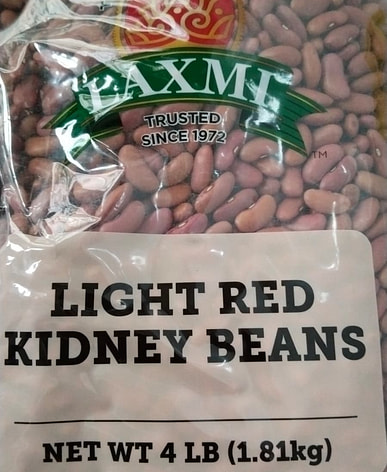 LAXMI
TRUSTED
SINCE 1972
TM
LIGHT RED
KIDNEY BEANS
NET WT 4 LB (1.81kg)